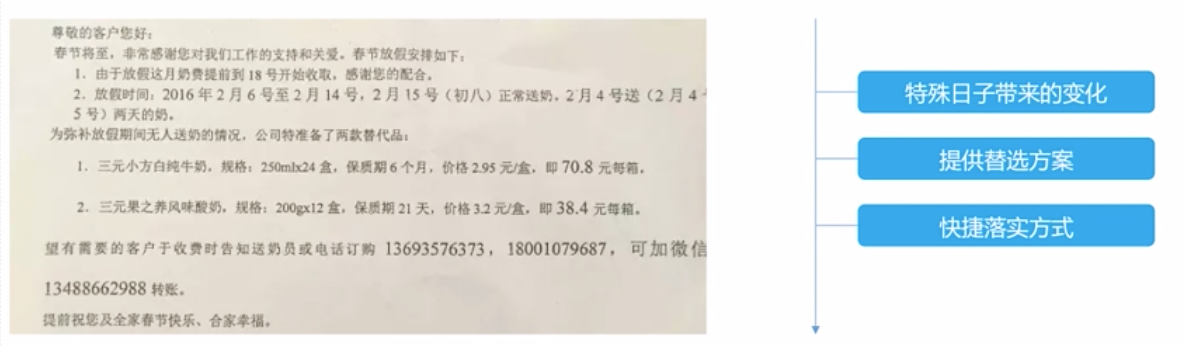 尊敬的客户您好：
春节将至，非常感谢您对我们工作的支持和关爱。春节放假安排如下：
1．由于放假这月奶费提前到 18 号开始收取，感谢您的配合。
2．放假时间：2016 年 2 月 6 号至 2 月 14 号，2 月 15 号（初八）正常送奶。2 月 4 号送（2 月 4
5 号）两天的奶。
为弥补放假期间无人送奶的情况，公司特准备了两款替代品：
1．三元小方白纯牛奶，规格：250mlx24 盒，保质期 6 个月，价格 2.95 元/盒，即 70.8 元每箱。
2．三元果之养风味酸奶，规格：200gx12 盒，保质期 21 天，价格 3.2 元/盒，即 38.4 元每箱。
望有需要的客户于收费时告知送奶员或电话订购 13693576373，18001079687，可加微信
13488662988 转账。
提前祝您及全家春节快乐、合家幸福。
特殊日子带来的变化
提供替选方案
快捷落实方式